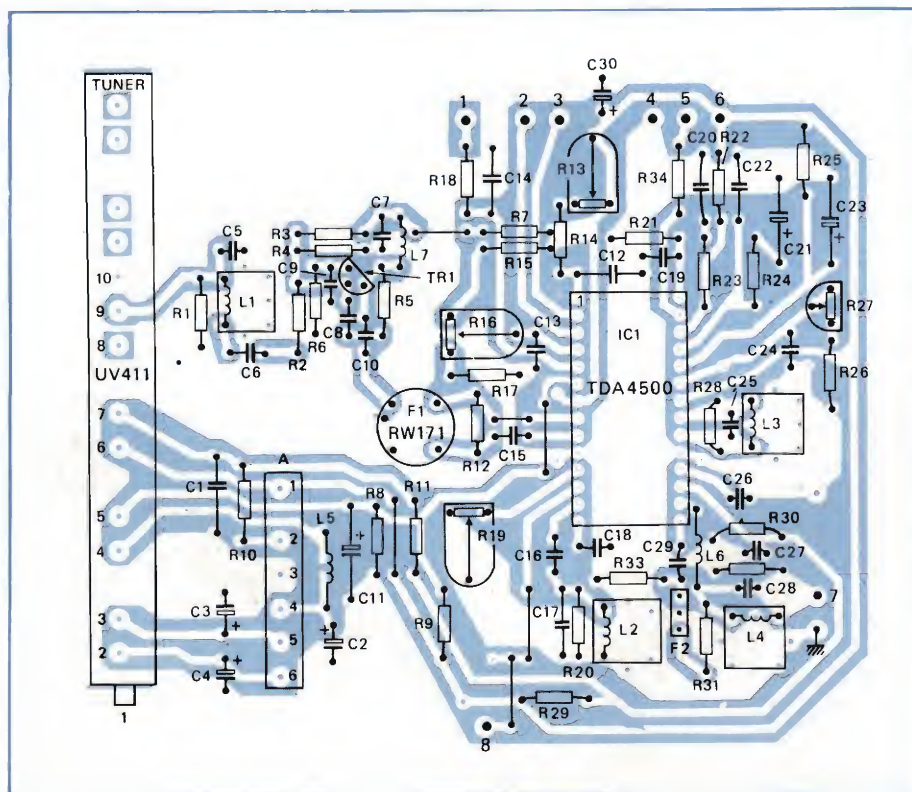 TUNER
C30
1
2
3
4
5
6
C20
R22
R18
C14
R13
R34
C22
R25
C7
C23
C5
R3
R7
R14
R21
C21
R4
L7
R15
C12
C19
R23
R24
10
C9
TR1
9
R1
L1
R5
1
R27
8
R6
C8
R16
C13
IC1
C6
R2
C10
C24
UV411
R17
TDA4500
R28
C25
R26
7
F1
L3
RW171
R12
C15
6
A
1
C26
C1
R8
R11
5
L5
R19
R30
R10
2
C16
C18
C29
L6
C27
4
3
R33
C28
C3
4
C11
7
3
C2
R9
C17
L2
L4
5
F2
2
C4
6
R20
R31
1
R29
8